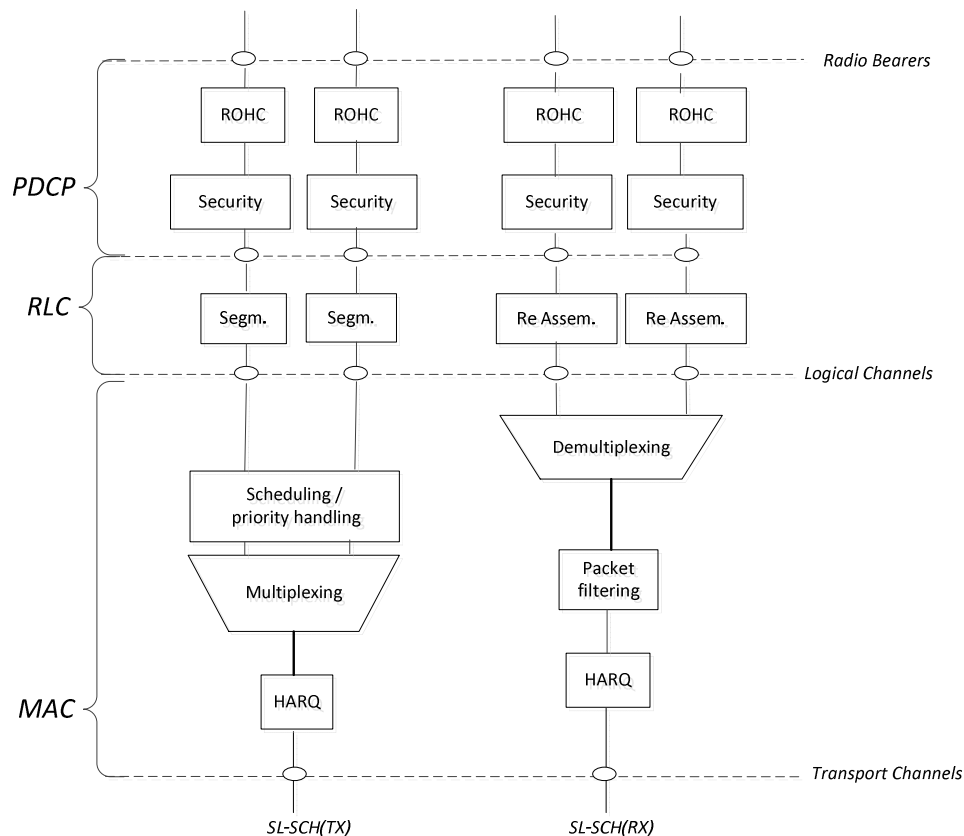 Radio Bearers
ROHC
ROHC
ROHC
ROHC
PDCP
Security
Security
Security
Security
RLC
Segm.
Segm.
Re Assem.
Re Assem.
Logical Channels
Demultiplexing
Scheduling /
priority handling
Packet
filtering
Multiplexing
HARQ
HARQ
MAC
Transport Channels
SL-SCH(TX)
SL-SCH(RX)